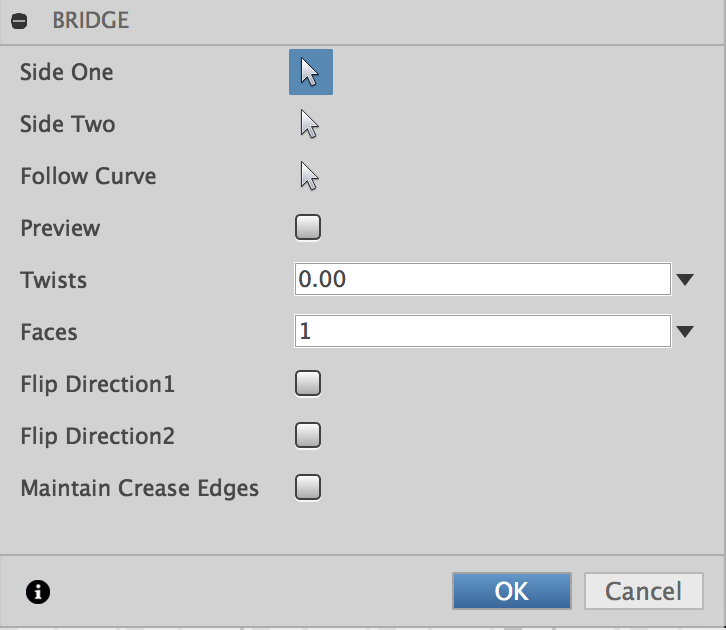 BRIDGE
Side One
Side Two
Follow Curve
Preview
Twists 0.00
Faces 1
Flip Direction1
Flip Direction2
Maintain Crease Edges
OK Cancel